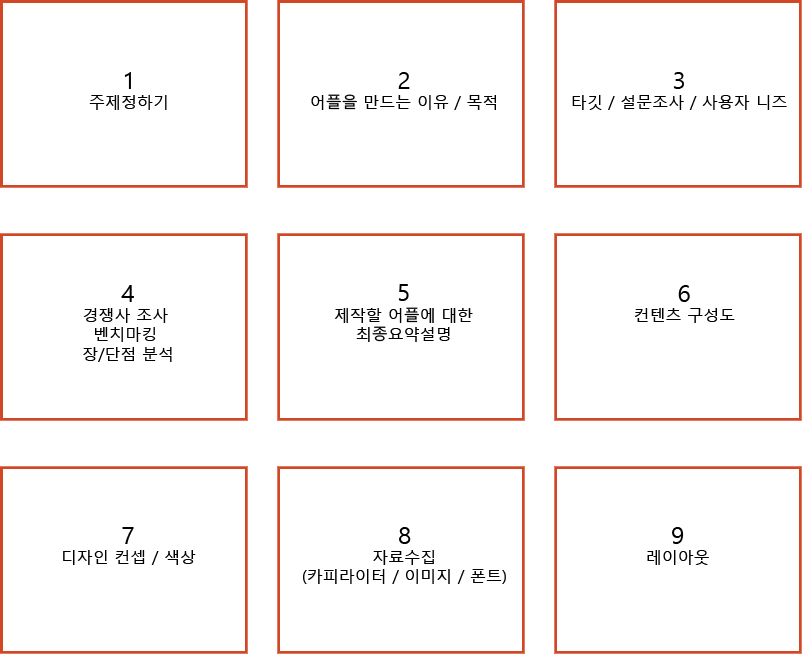 1
주제정하기
2
어플을 만드는 이유 / 목적
3
타깃 / 설문조사 / 사용자 니즈
4
경쟁사 조사
벤치마킹
장/단점 분석
5
제작할 어플에 대한
최종요약설명
6
컨텐츠 구성도
7
디자인 컨셉 / 색상
8
자료수집
(카피라이터 / 이미지 / 폰트)
9
레이아웃